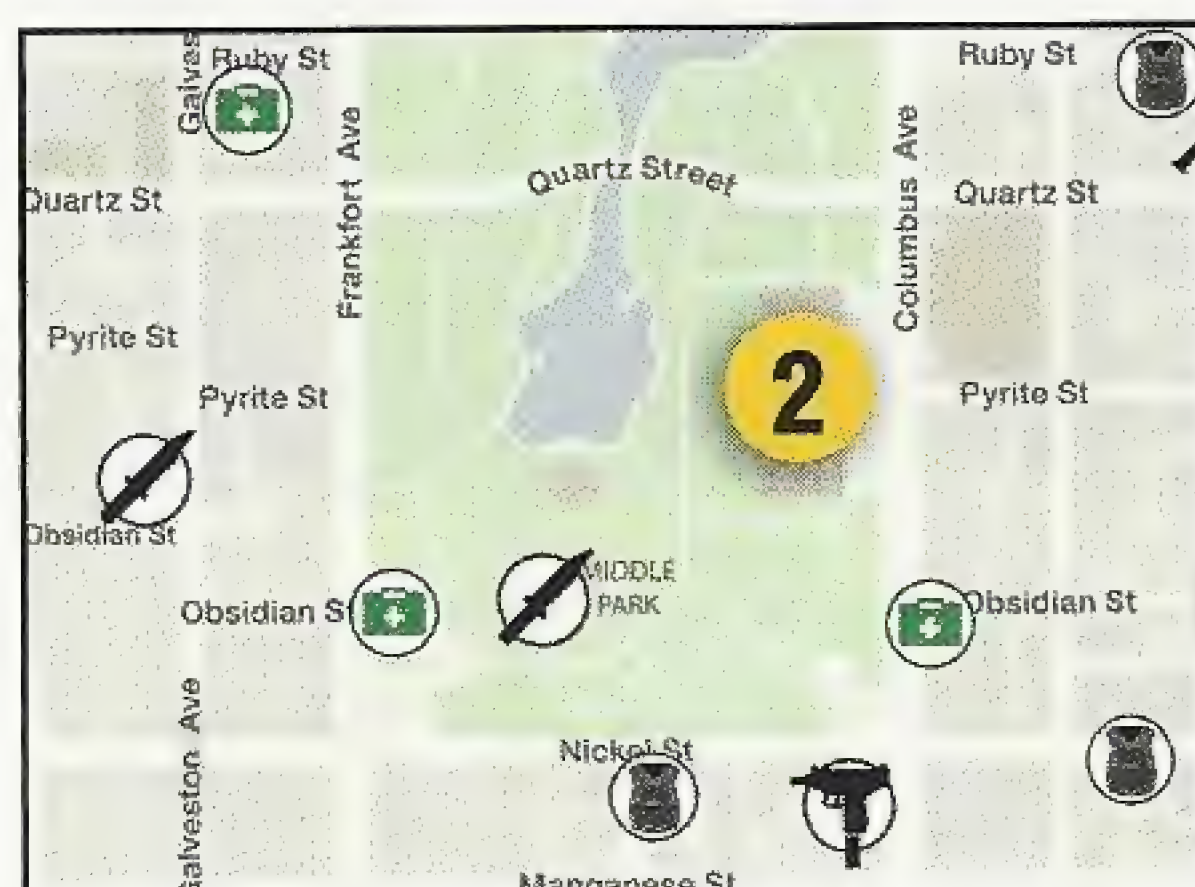 Ruby St
Ruby St
Frankfort Ave
Columbus Ave
Quartz Street
Quartz St
Quartz St
Pyrite St
Pyrite St
Pyrite St
2
Obsidian St
MIDDLE
PARK
Obsidian St
Obsidian St
Galveston Ave
Nickel St
Manganese St